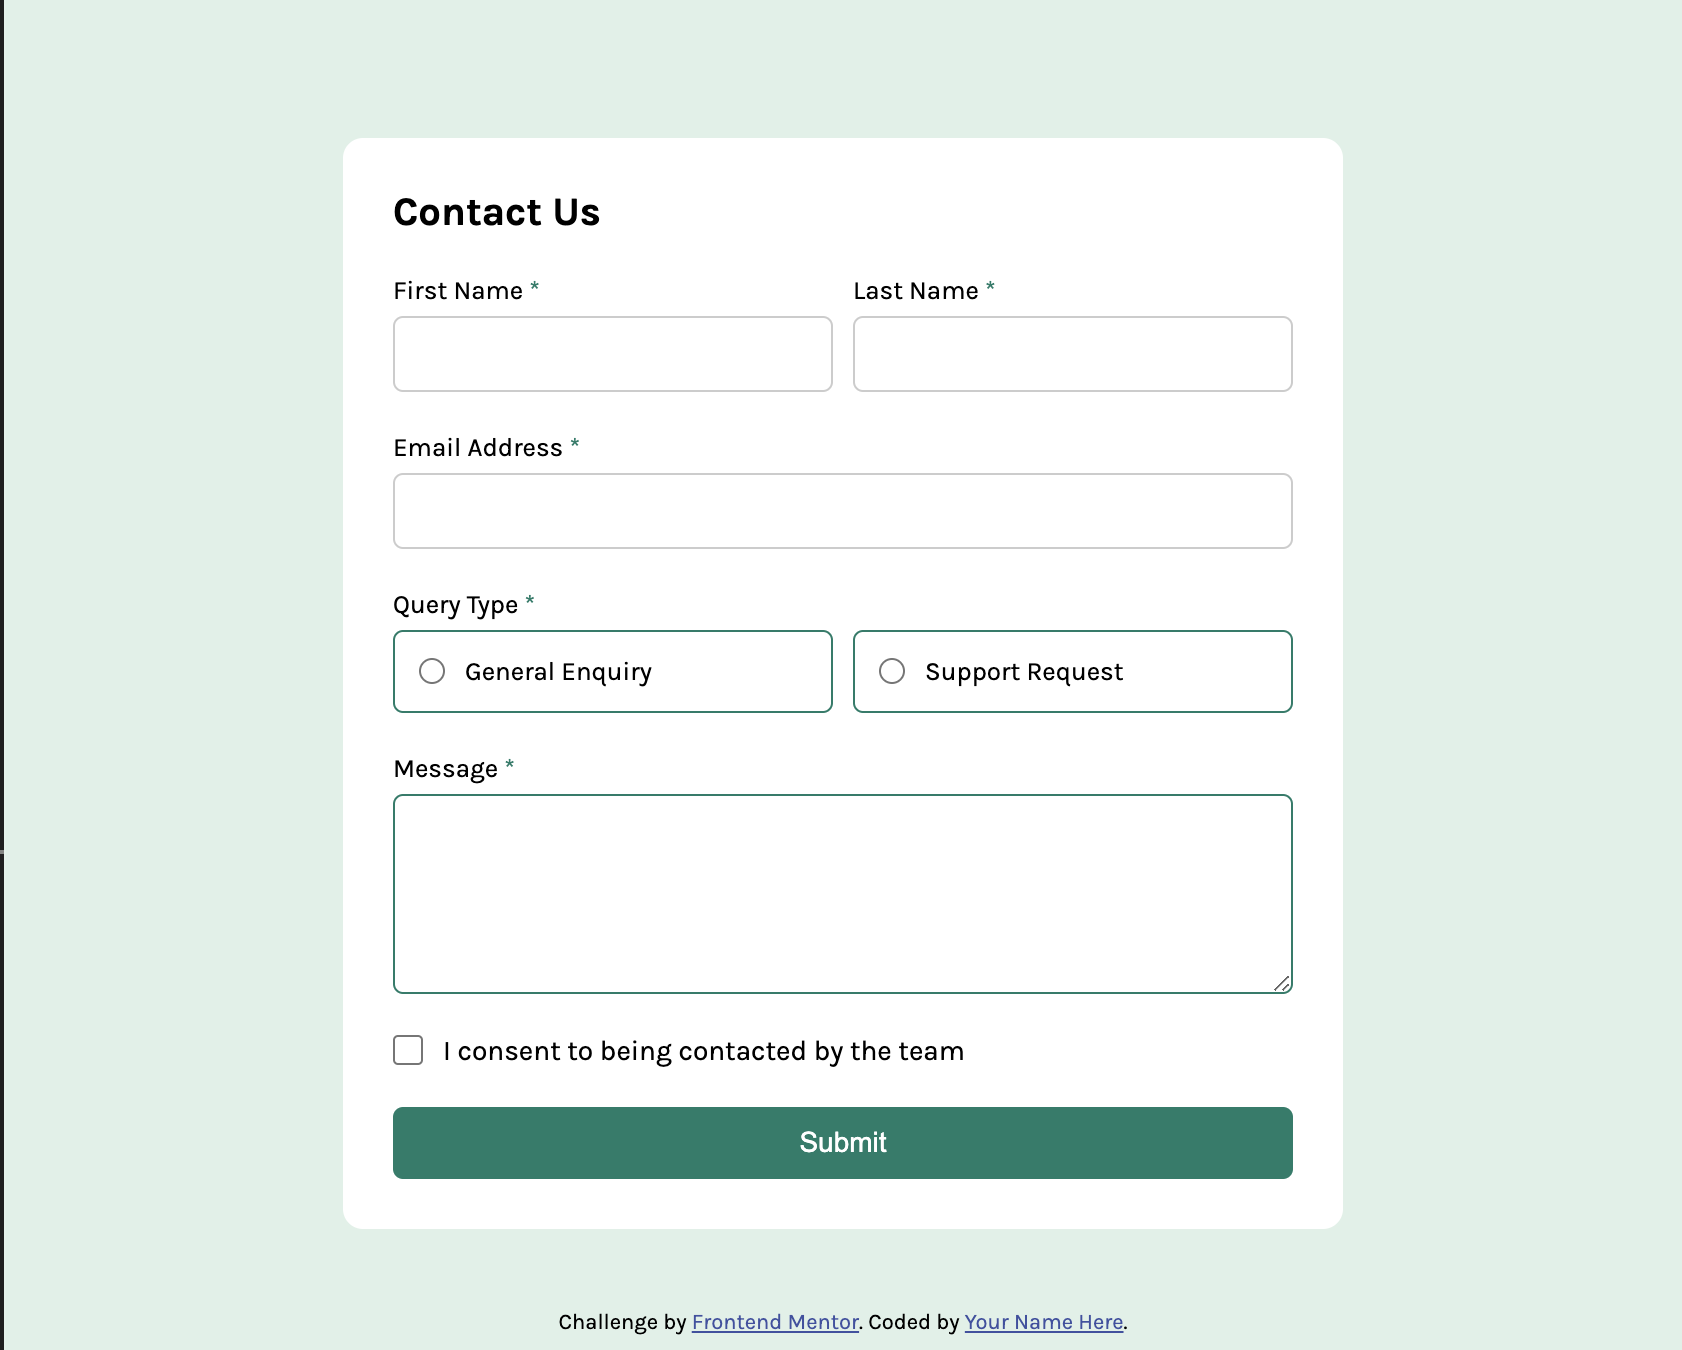 Contact Us
First Name *
Last Name *
Email Address *
Query Type *
General Enquiry
Support Request
Message *
I consent to being contacted by the team
Submit
Challenge by Frontend Mentor. Coded by Your Name Here.